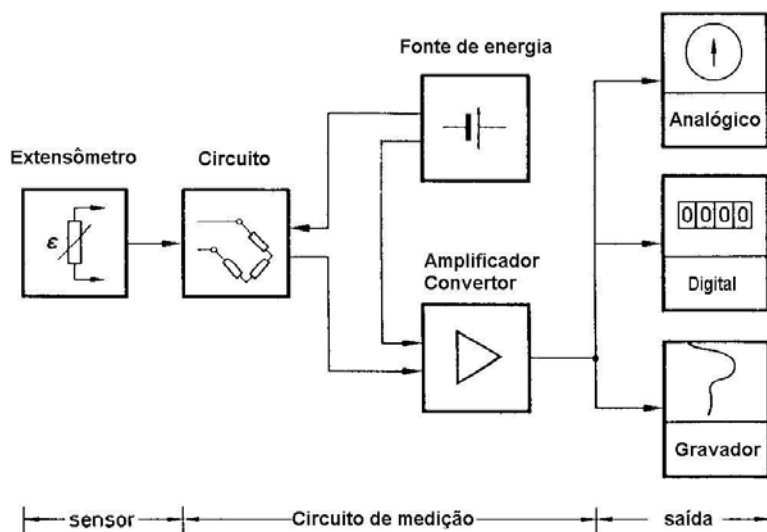 Fonte de energia
Analógico
Extensômetro
Circuito
ε
0000
Amplificador
Convertor
Digital
Gravador
sensor
Circuito de medição
saída